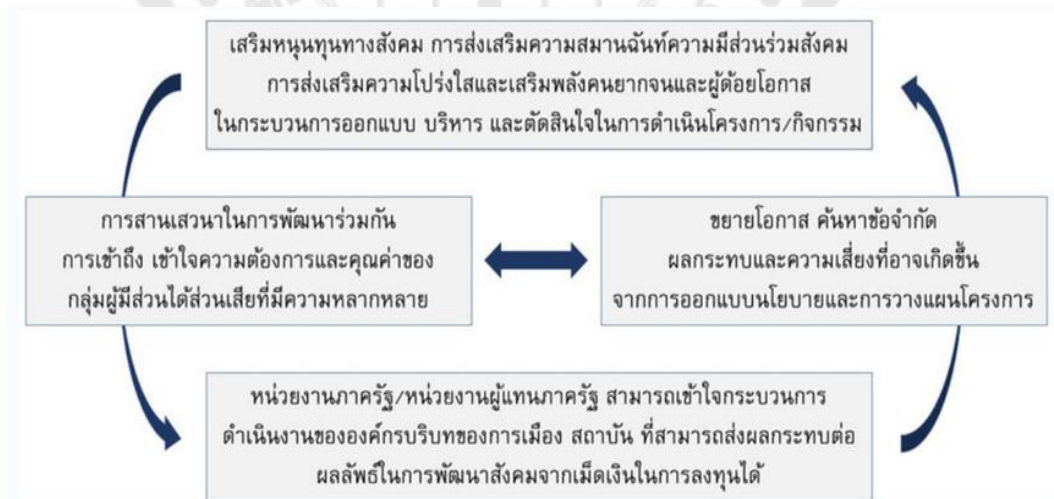 เสริมหนุนทุนทางสังคม การส่งเสริมความสมานฉันท์ความมีส่วนร่วมสังคม
การส่งเสริมความโปร่งใสและเสริมพลังคนยากจนและผู้ด้อยโอกาส
ในกระบวนการออกแบบ บริหาร และตัดสินใจในการดำเนินโครงการ/กิจกรรม
การสานเสวนาในการพัฒนาร่วมกัน
การเข้าถึง เข้าใจความต้องการและคุณค่าของ
กลุ่มผู้มีส่วนได้ส่วนเสียที่มีความหลากหลาย
ขยายโอกาส ค้นหาข้อจำกัด
ผลกระทบและความเสี่ยงที่อาจเกิดขึ้น
จากการออกแบบนโยบายและการวางแผนโครงการ
หน่วยงานภาครัฐ/หน่วยงานผู้แทนภาครัฐ สามารถเข้าใจกระบวนการ
ดำเนินงานขององค์กรบริบทของการเมือง สถาบัน ที่สามารถส่งผลกระทบต่อ
ผลลัพธ์ในการพัฒนาสังคมจากเม็ดเงินในการลงทุนได้